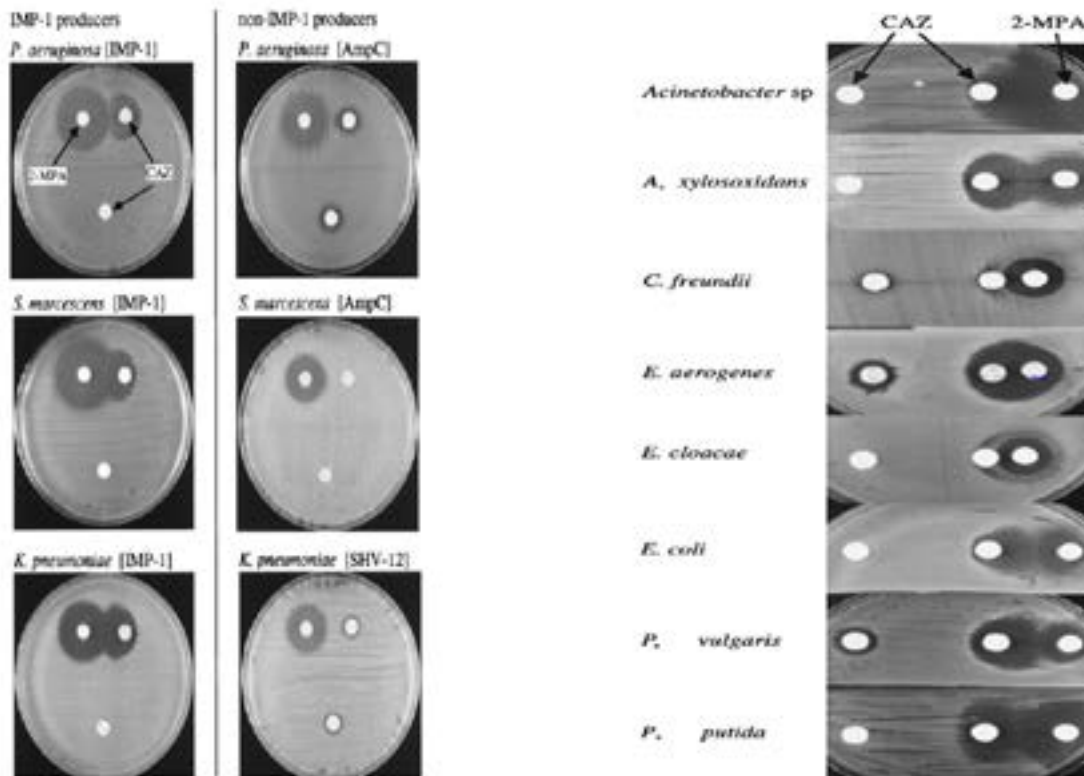 IMP-1 producers
P. aeruginosa [IMP-1]
2-MPA
CAZ
S. marcescens [IMP-1]
K. pneumoniae [IMP-1]
non-IMP-1 producers
P. aeruginosa [AmpC]
S. marcescens [AmpC]
K. pneumoniae [SHV-12]
CAZ 2-MPA
Acinetobacter sp
A. xylosoxidans
C. freundii
E. aerogenes
E. cloacae
E. coli
P. vulgaris
P. putida